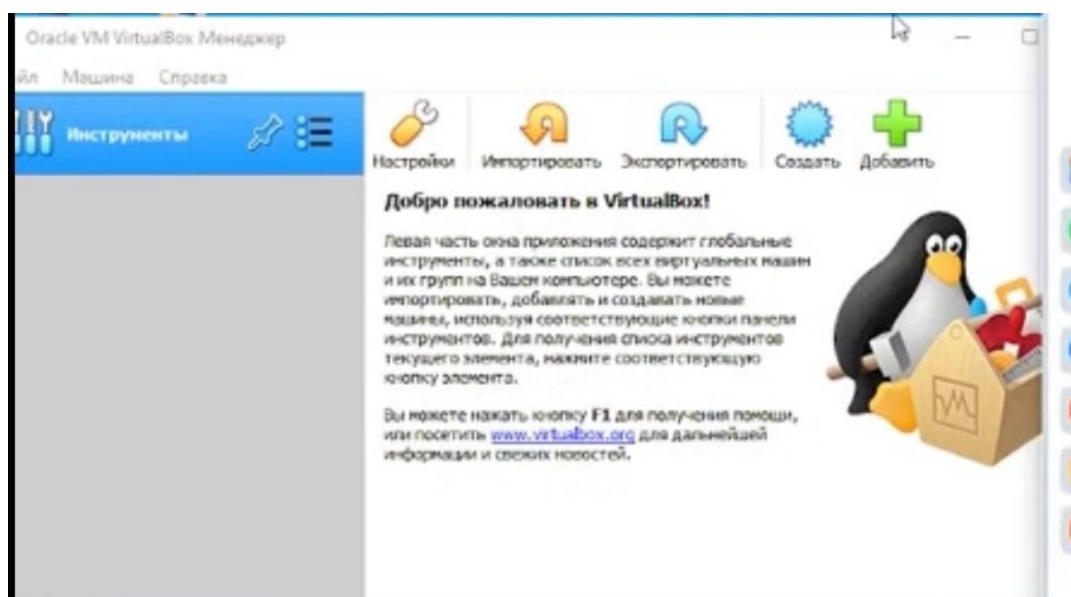 Oracle VM VirtualBox Менеджер
йл Машина Справка
Инструменты
Настройки Импортировать Экспортировать Создать Добавить
Добро пожаловать в VirtualBox!
Левая часть окна приложения содержит глобальные
инструменты, а также список всех виртуальных машин
и их групп на Вашем компьютере. Вы можете
импортировать, добавлять и создавать новые
машины, используя соответствующие кнопки панели
инструментов. Для получения списка инструментов
текущего элемента, нажмите соответствующую
кнопку элемента.
Вы можете нажать кнопку F1 для получения помощи,
или посетить www.virtualbox.org для дальнейшей
информации и свежих новостей.